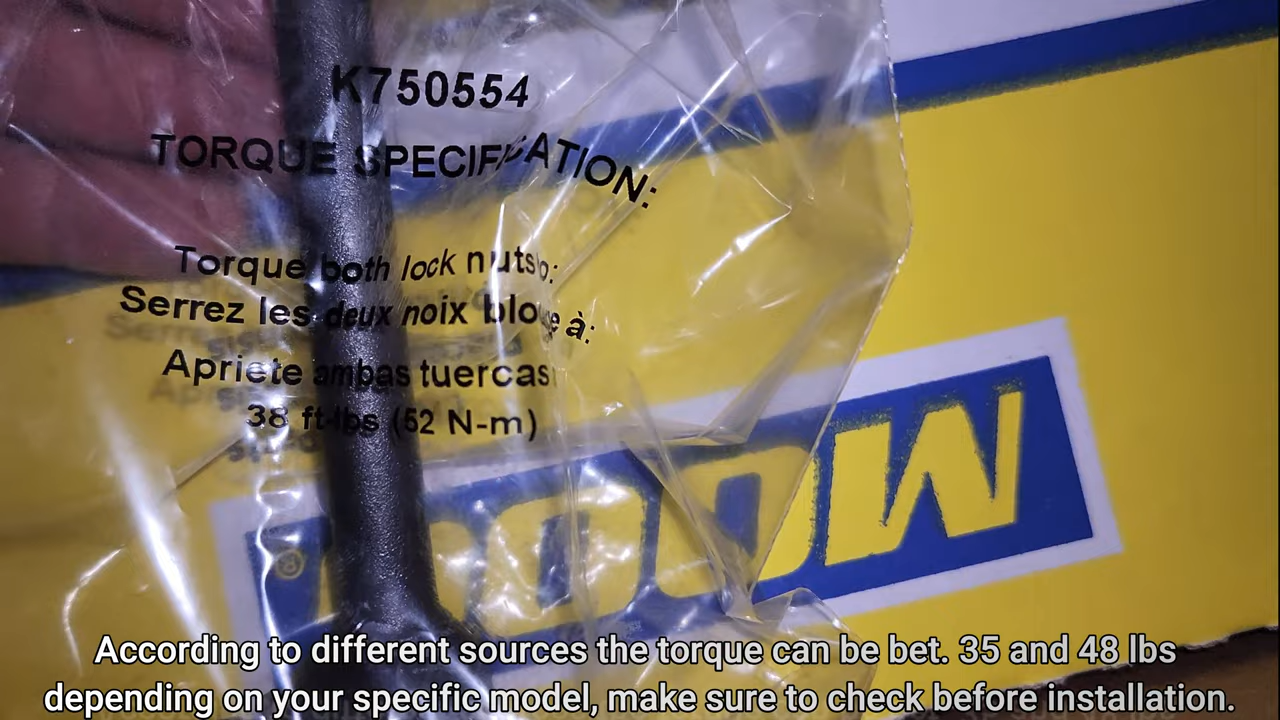 K750554
TORQUE SPECIFICATION:
Torque both lock nuts
Serrez les deux noix à:
Apriete ambas tuercas
38 ft-lbs (52 N-m)
MOOG
®
According to different sources the torque can be bet. 35 and 48 lbs
depending on your specific model, make sure to check before installation.